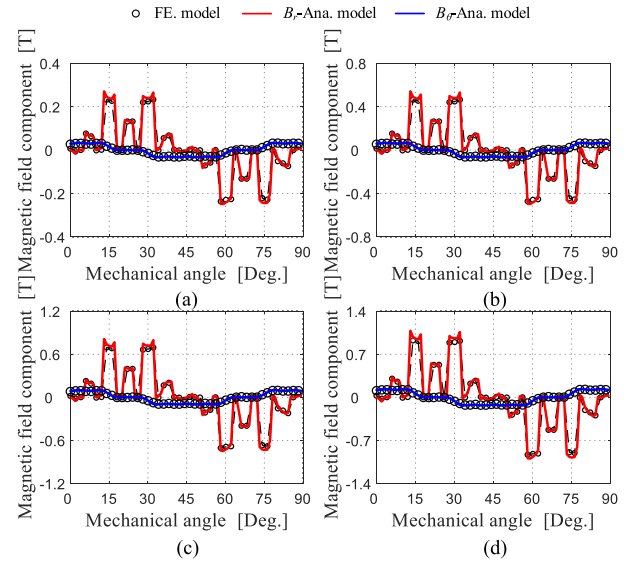 FE. model Br-Ana. model Bθ-Ana. model
Magnetic field component [T]
0.4
0.2
0
-0.2
-0.4
0 15 30 45 60 75 90
Mechanical angle [Deg.]
(a)
Magnetic field component [T]
0.8
0.4
0
-0.4
-0.8
0 15 30 45 60 75 90
Mechanical angle [Deg.]
(b)
Magnetic field component [T]
1.2
0.6
0
-0.6
-1.2
0 15 30 45 60 75 90
Mechanical angle [Deg.]
(c)
Magnetic field component [T]
1.4
0.7
0
-0.7
-1.4
0 15 30 45 60 75 90
Mechanical angle [Deg.]
(d)